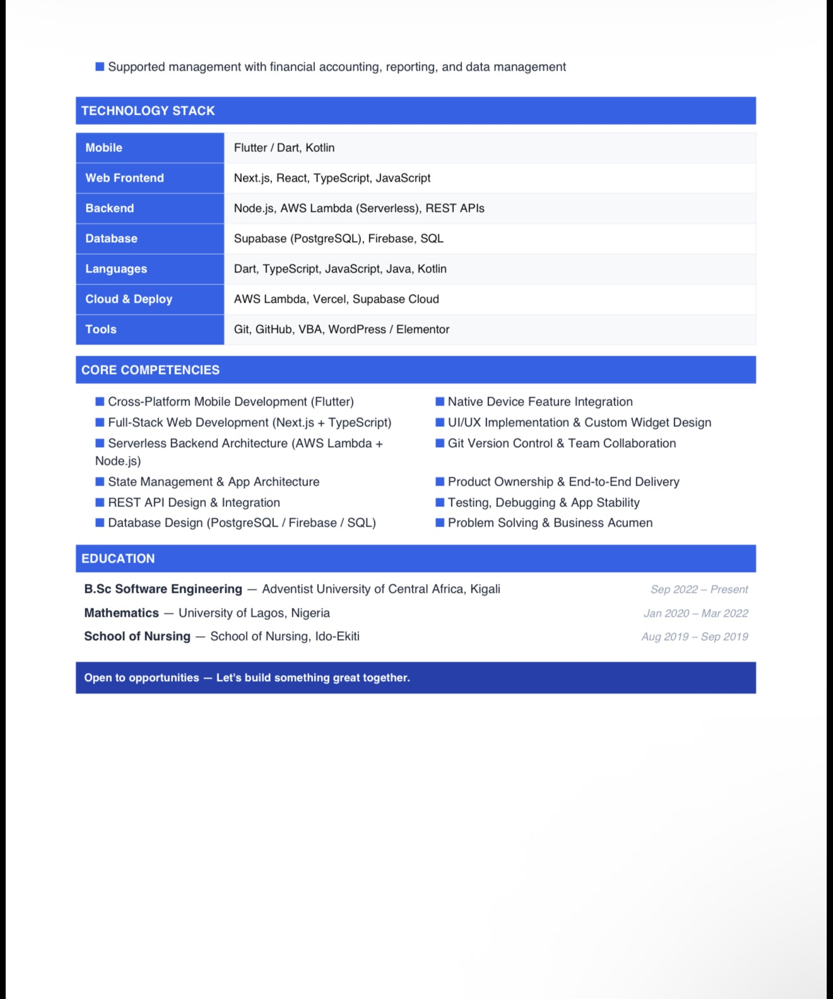 ■ Supported management with financial accounting, reporting, and data management
TECHNOLOGY STACK
Mobile Flutter / Dart, Kotlin
Web Frontend Next.js, React, TypeScript, JavaScript
Backend Node.js, AWS Lambda (Serverless), REST APIs
Database Supabase (PostgreSQL), Firebase, SQL
Languages Dart, TypeScript, JavaScript, Java, Kotlin
Cloud & Deploy AWS Lambda, Vercel, Supabase Cloud
Tools Git, GitHub, VBA, WordPress / Elementor
CORE COMPETENCIES
■ Cross-Platform Mobile Development (Flutter) ■ Native Device Feature Integration
■ Full-Stack Web Development (Next.js + TypeScript) ■ UI/UX Implementation & Custom Widget Design
■ Serverless Backend Architecture (AWS Lambda + ■ Git Version Control & Team Collaboration
Node.js)
■ State Management & App Architecture ■ Product Ownership & End-to-End Delivery
■ REST API Design & Integration ■ Testing, Debugging & App Stability
■ Database Design (PostgreSQL / Firebase / SQL) ■ Problem Solving & Business Acumen
EDUCATION
B.Sc Software Engineering — Adventist University of Central Africa, Kigali Sep 2022 – Present
Mathematics — University of Lagos, Nigeria Jan 2020 – Mar 2022
School of Nursing — School of Nursing, Ido-Ekiti Aug 2019 – Sep 2019
Open to opportunities — Let's build something great together.